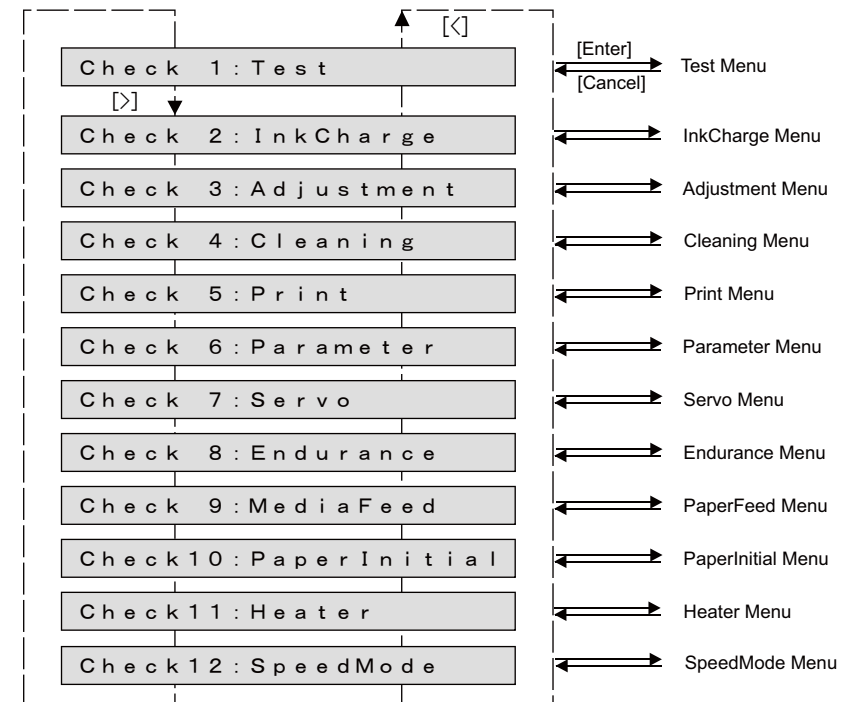 [<]
Check 1:Test
[Enter]
[Cancel]
Test Menu
[>]
Check 2:InkCharge
InkCharge Menu
Check 3:Adjustment
Adjustment Menu
Check 4:Cleaning
Cleaning Menu
Check 5:Print
Print Menu
Check 6:Parameter
Parameter Menu
Check 7:Servo
Servo Menu
Check 8:Endurance
Endurance Menu
Check 9:MediaFeed
PaperFeed Menu
Check10:PaperInitial
PaperInitial Menu
Check11:Heater
Heater Menu
Check12:SpeedMode
SpeedMode Menu